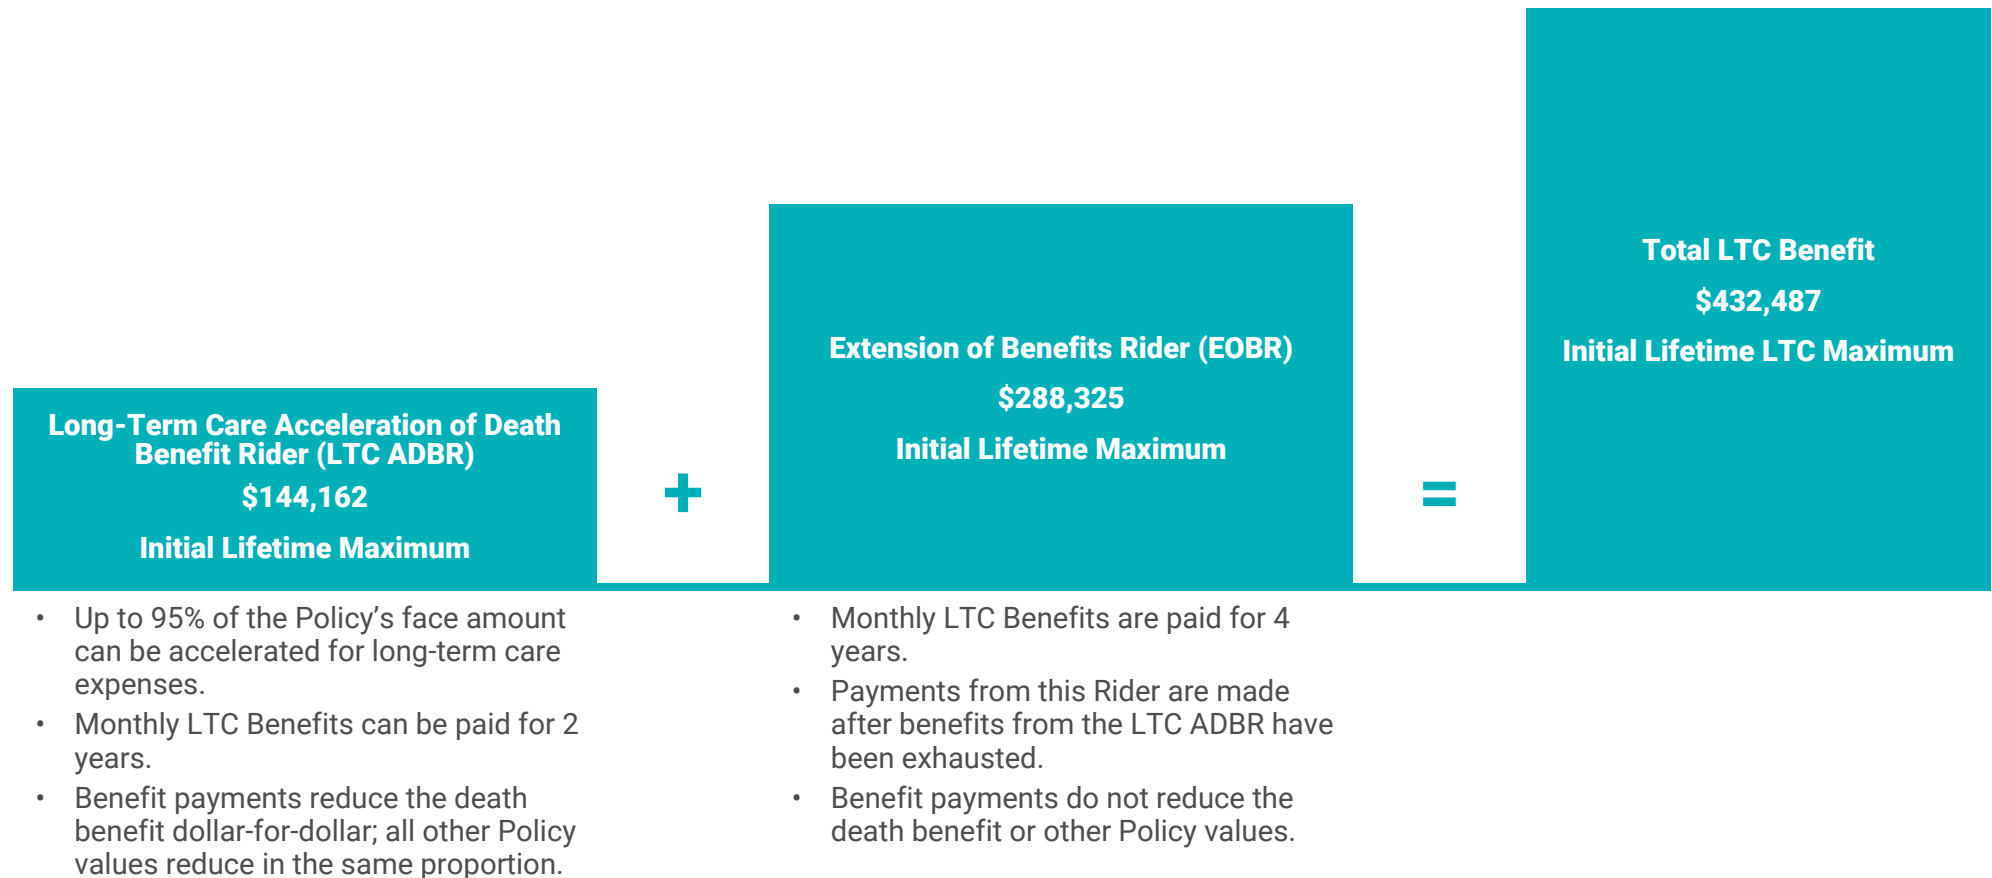 Long-Term Care Acceleration of Death
Benefit Rider (LTC ADBR)
$144,162
Initial Lifetime Maximum
+
Extension of Benefits Rider (EOBR)
$288,325
Initial Lifetime Maximum
=
Total LTC Benefit
$432,487
Initial Lifetime LTC Maximum
• Up to 95% of the Policy’s face amount
can be accelerated for long-term care
expenses.
• Monthly LTC Benefits can be paid for 2
years.
• Benefit payments reduce the death
benefit dollar-for-dollar; all other Policy
values reduce in the same proportion.
• Monthly LTC Benefits are paid for 4
years.
• Payments from this Rider are made
after benefits from the LTC ADBR have
been exhausted.
• Benefit payments do not reduce the
death benefit or other Policy values.